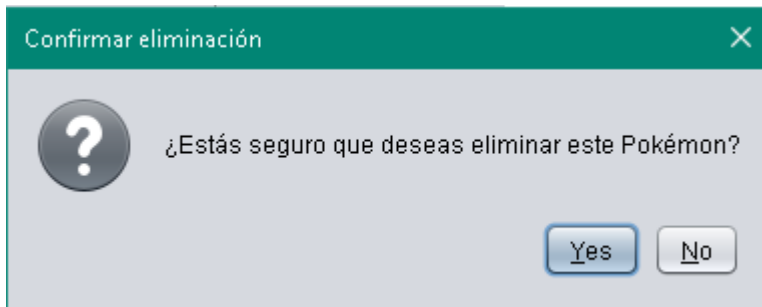 Confirmar eliminación
¿Estás seguro que deseas eliminar este Pokémon?
Yes No